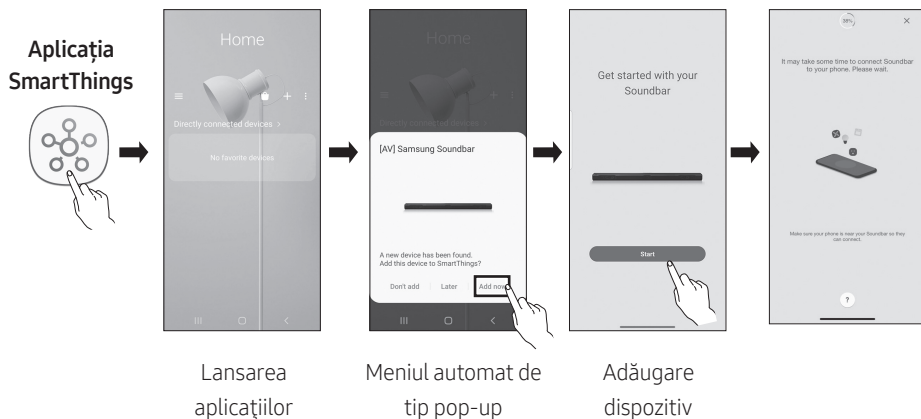 Aplicația
SmartThings
Home
Directly connected devices >
No favorite devices
Lansarea
aplicaţiilor
Home
Directly connected devices >
[AV] Samsung Soundbar
A new device has been found.
Add this device to SmartThings?
Don't add
Later
Add now
Meniul automat de
tip pop-up
Get started with your
Soundbar
Start
Adăugare
dispozitiv
38%
It may take some time to connect Soundbar
to your phone. Please wait.
Make sure your phone is near your Soundbar so they
can connect.
?